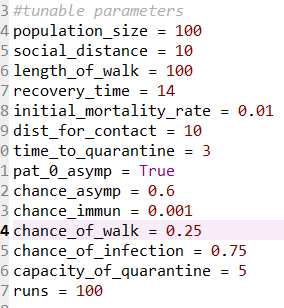 3 #tunable parameters
4 population_size = 100
5 social_distance = 10
6 length_of_walk = 100
7 recovery_time = 14
8 initial_mortality_rate = 0.01
9 dist_for_contact = 10
0 time_to_quarantine = 3
1 pat_0_asymp = True
2 chance_asymp = 0.6
3 chance_immun = 0.001
4 chance_of_walk = 0.25
5 chance_of_infection = 0.75
6 capacity_of_quarantine = 5
7 runs = 100